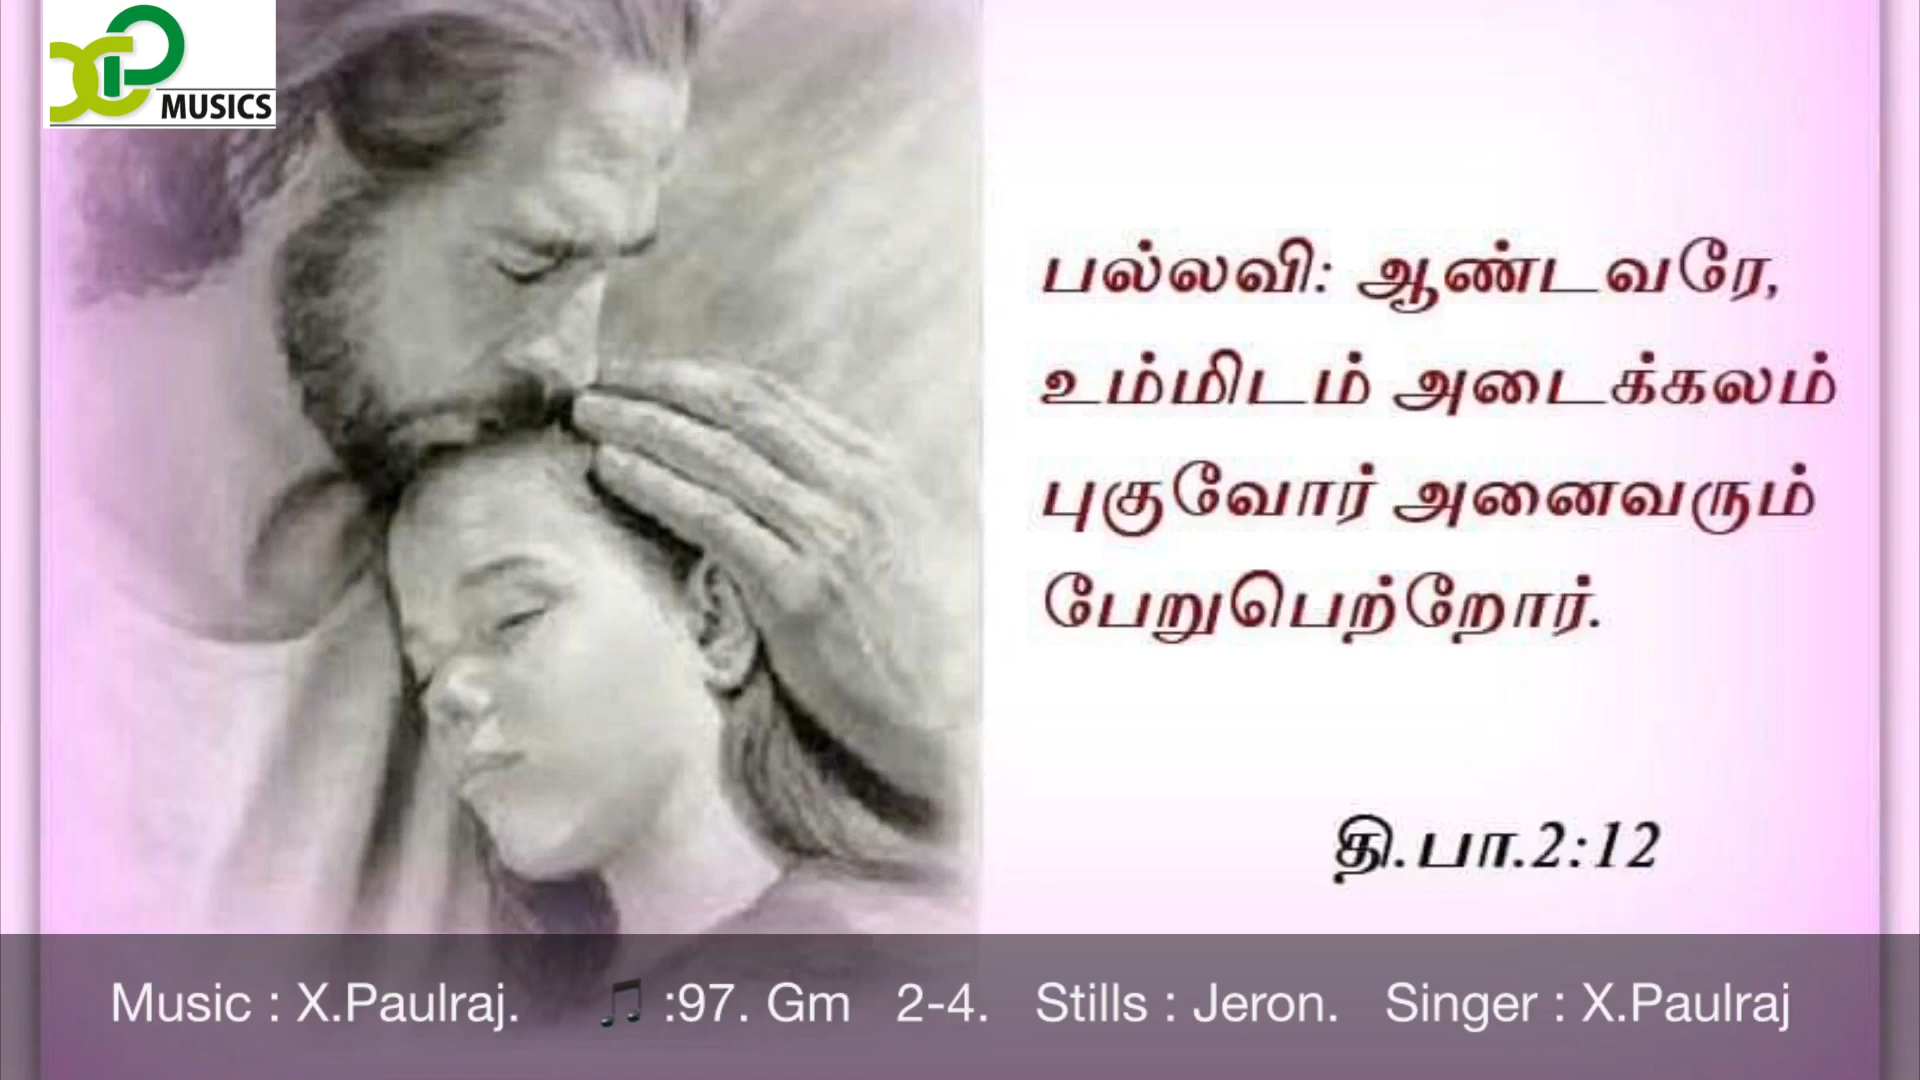 XP MUSICS
பல்லவி: ஆண்டவரே,
உம்மிடம் அடைக்கலம்
புகுவோர் அனைவரும்
பேறுபெற்றோர்.
தி.பா.2:12
Music : X.Paulraj. 🎵 :97. Gm 2-4. Stills : Jeron. Singer : X.Paulraj